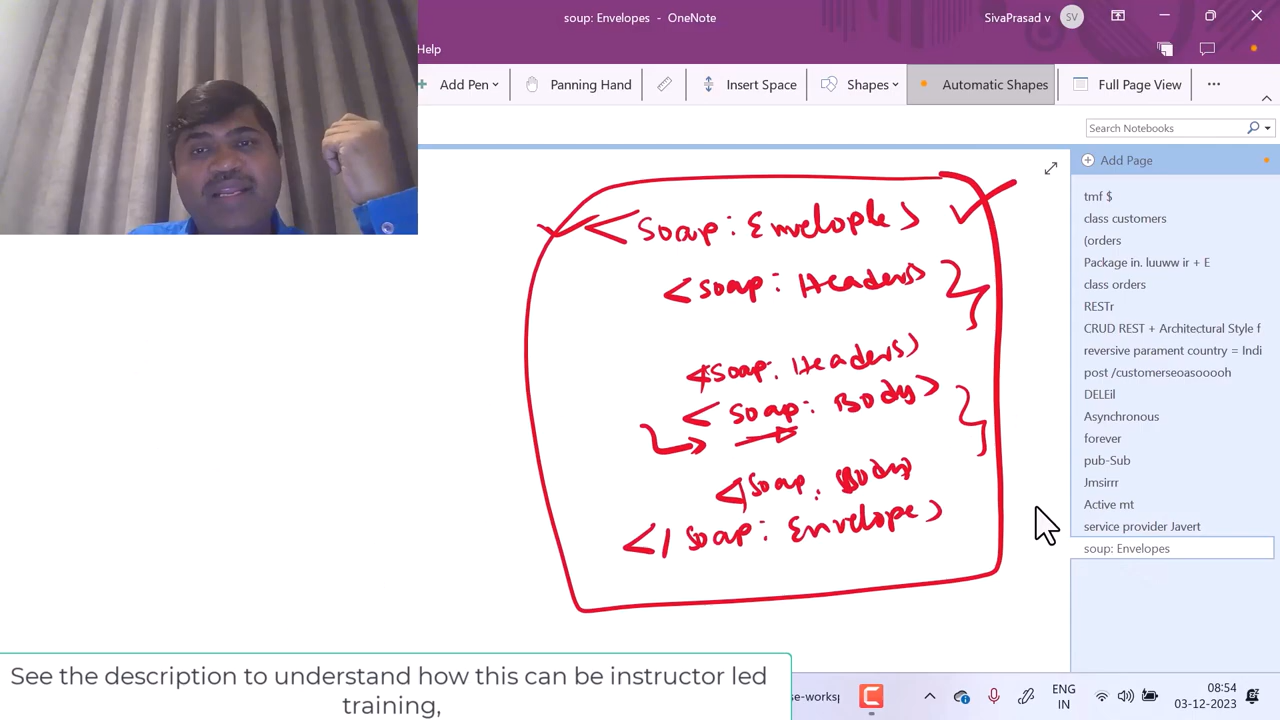 soup: Envelopes - OneNote
SivaPrasad v
SV
Help
Add Pen
Panning Hand
Insert Space
Shapes
Automatic Shapes
Full Page View
Search Notebooks
Add Page
tmf $
class customers
(orders
Package in. luuww ir + E
class orders
RESTr
CRUD REST + Architectural Style f
reversive parament country = Indi
post /customerseoasooooh
DELEil
Asynchronous
forever
pub-Sub
Jmsirrr
Active mt
service provider Javert
soup: Envelopes
<soap: Envelople>
<soap: Headers>
<soap: Headers>
<soap: Body>
<soap: Body>
</soap: Envelope>
See the description to understand how this can be instructor led
training,
se-worksp
ENG
IN
08:54
03-12-2023